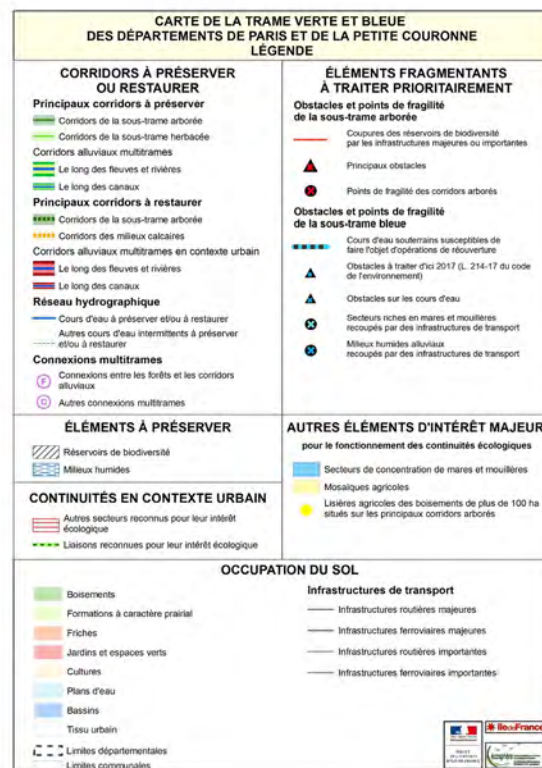 CARTE DE LA TRAME VERTE ET BLEUE
DES DÉPARTEMENTS DE PARIS ET DE LA PETITE COURONNE
LÉGENDE
CORRIDORS À PRÉSERVER
OU RESTAURER
Principaux corridors à préserver
Corridors de la sous-trame arborée
Corridors de la sous-trame herbacée
Corridors alluviaux multitrames
Le long des fleuves et rivières
Le long des canaux
Principaux corridors à restaurer
Corridors de la sous-trame arborée
Corridors des milieux calcaires
Corridors alluviaux multitrames en contexte urbain
Le long des fleuves et rivières
Le long des canaux
Réseau hydrographique
Cours d'eau à préserver et/ou à restaurer
Autres cours d'eau intermittents à préserver
et/ou à restaurer
Connexions multitrames
F
Connexions entre les forêts et les corridors
alluviaux
Autres connexions multitrames
ÉLÉMENTS FRAGMENTANTS
À TRAITER PRIORITAIREMENT
Obstacles et points de fragilité
de la sous-trame arborée
Coupures des réservoirs de biodiversité
par les infrastructures majeures ou importantes
Principaux obstacles
Points de fragilité des corridors arborés
Obstacles et points de fragilité
de la sous-trame bleue
Cours d'eau souterrains susceptibles de
faire l'objet d'opérations de réouverture
Obstacles à traiter d'ici 2017 (L. 214-17 du code
de l'environnement)
Obstacles sur les cours d'eau
Secteurs riches en mares et mouillères
recoupés par des infrastructures de transport
Milieux humides alluviaux
recoupés par des infrastructures de transport
ÉLÉMENTS À PRÉSERVER
Réservoirs de biodiversité
Milieux humides
CONTINUITÉS EN CONTEXTE URBAIN
Autres secteurs reconnus pour leur intérêt
écologique
Liaisons reconnues pour leur intérêt écologique
AUTRES ÉLÉMENTS D'INTÉRÊT MAJEUR
pour le fonctionnement des continuités écologiques
Secteurs de concentration de mares et mouillères
Mosaïques agricoles
Lisières agricoles des boisements de plus de 100 ha
situés sur les principaux corridors arborés
OCCUPATION DU SOL
Boisements
Formations à caractère prairial
Friches
Jardins et espaces verts
Cultures
Plans d'eau
Bassins
Tissu urbain
Limites départementales
Limites communales
Infrastructures de transport
Infrastructures routières majeures
Infrastructures ferroviaires majeures
Infrastructures routières importantes
Infrastructures ferroviaires importantes
îledeFrance